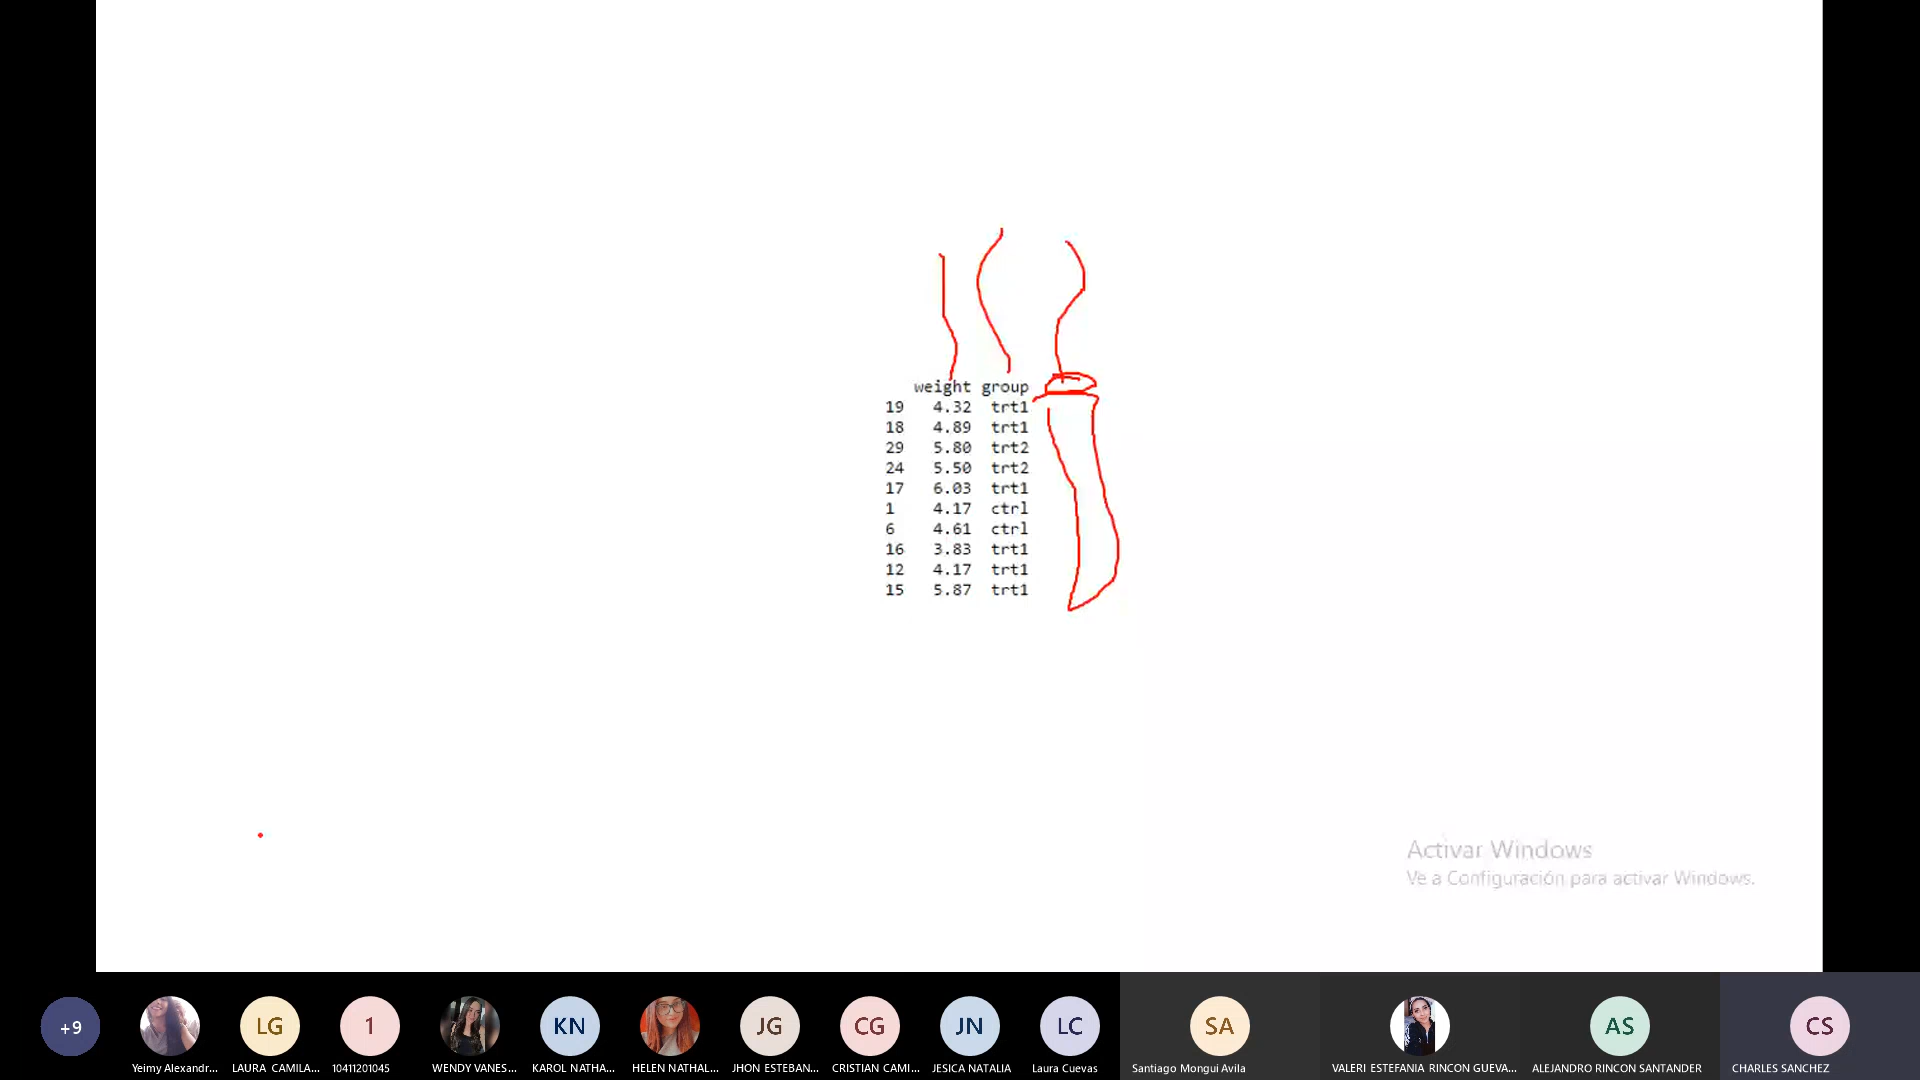 weight group
19 4.32 trt1
18 4.89 trt1
29 5.80 trt2
24 5.50 trt2
17 6.03 trt1
1 4.17 ctrl
6 4.61 ctrl
16 3.83 trt1
12 4.17 trt1
15 5.87 trt1
Activar Windows
Ve a Configuración para activar Windows.
+9 LG 1 KN JG CG JN LC SA AS CS
Yeimy Alexandr... LAURA CAMILA... 10411201045 WENDY VANES... KAROL NATHA... HELEN NATHAL... JHON ESTEBAN... CRISTIAN CAMI... JESICA NATALIA Laura Cuevas Santiago Mongui Avila VALERI ESTEFANIA RINCON GUEVA... ALEJANDRO RINCON SANTANDER CHARLES SANCHEZ